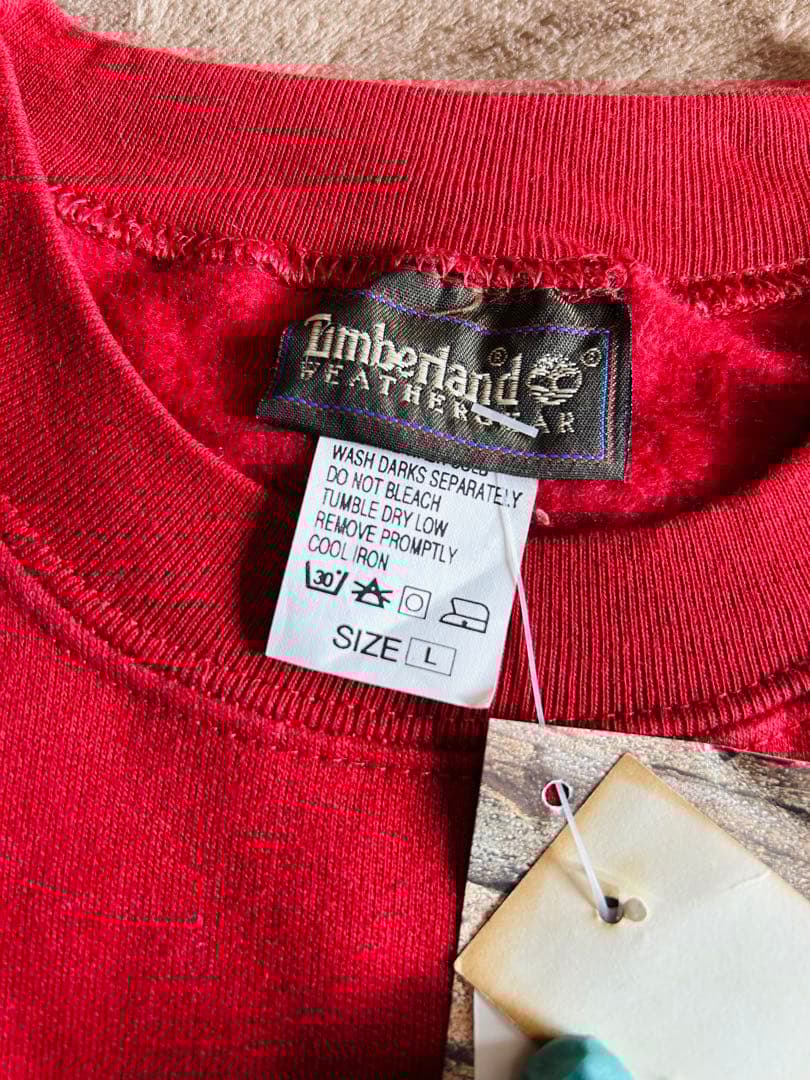 Timberland®®
WEATHERGEAR
WASH DARKS SEPARATELY
DO NOT BLEACH
TUMBLE DRY LOW
REMOVE PROMPTLY
COOL IRON
30°
SIZE L